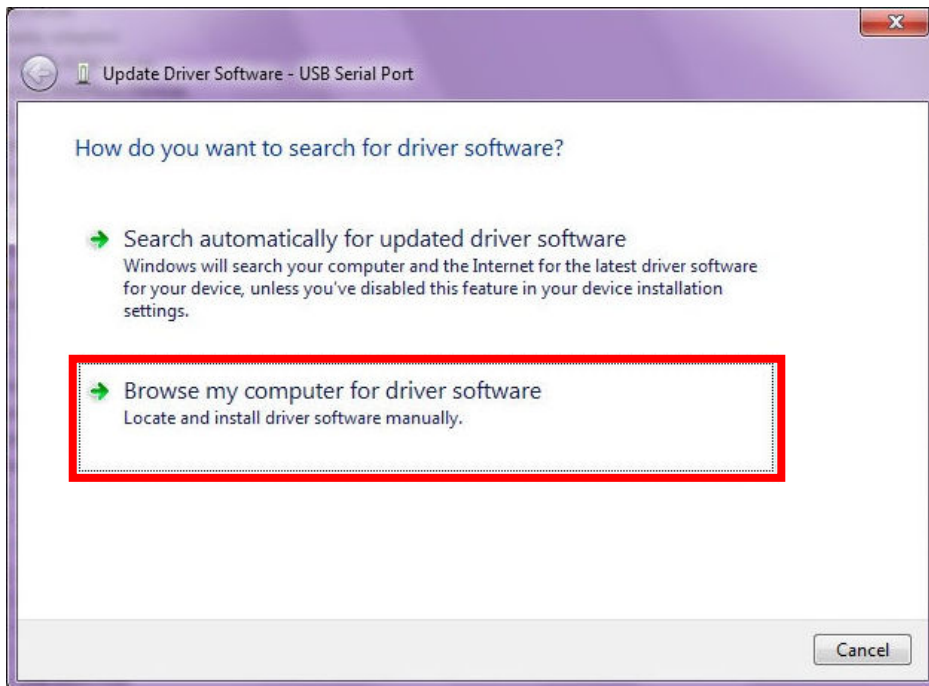 Update Driver Software - USB Serial Port
How do you want to search for driver software?
Search automatically for updated driver software
Windows will search your computer and the Internet for the latest driver software
for your device, unless you've disabled this feature in your device installation
settings.
Browse my computer for driver software
Locate and install driver software manually.
Cancel